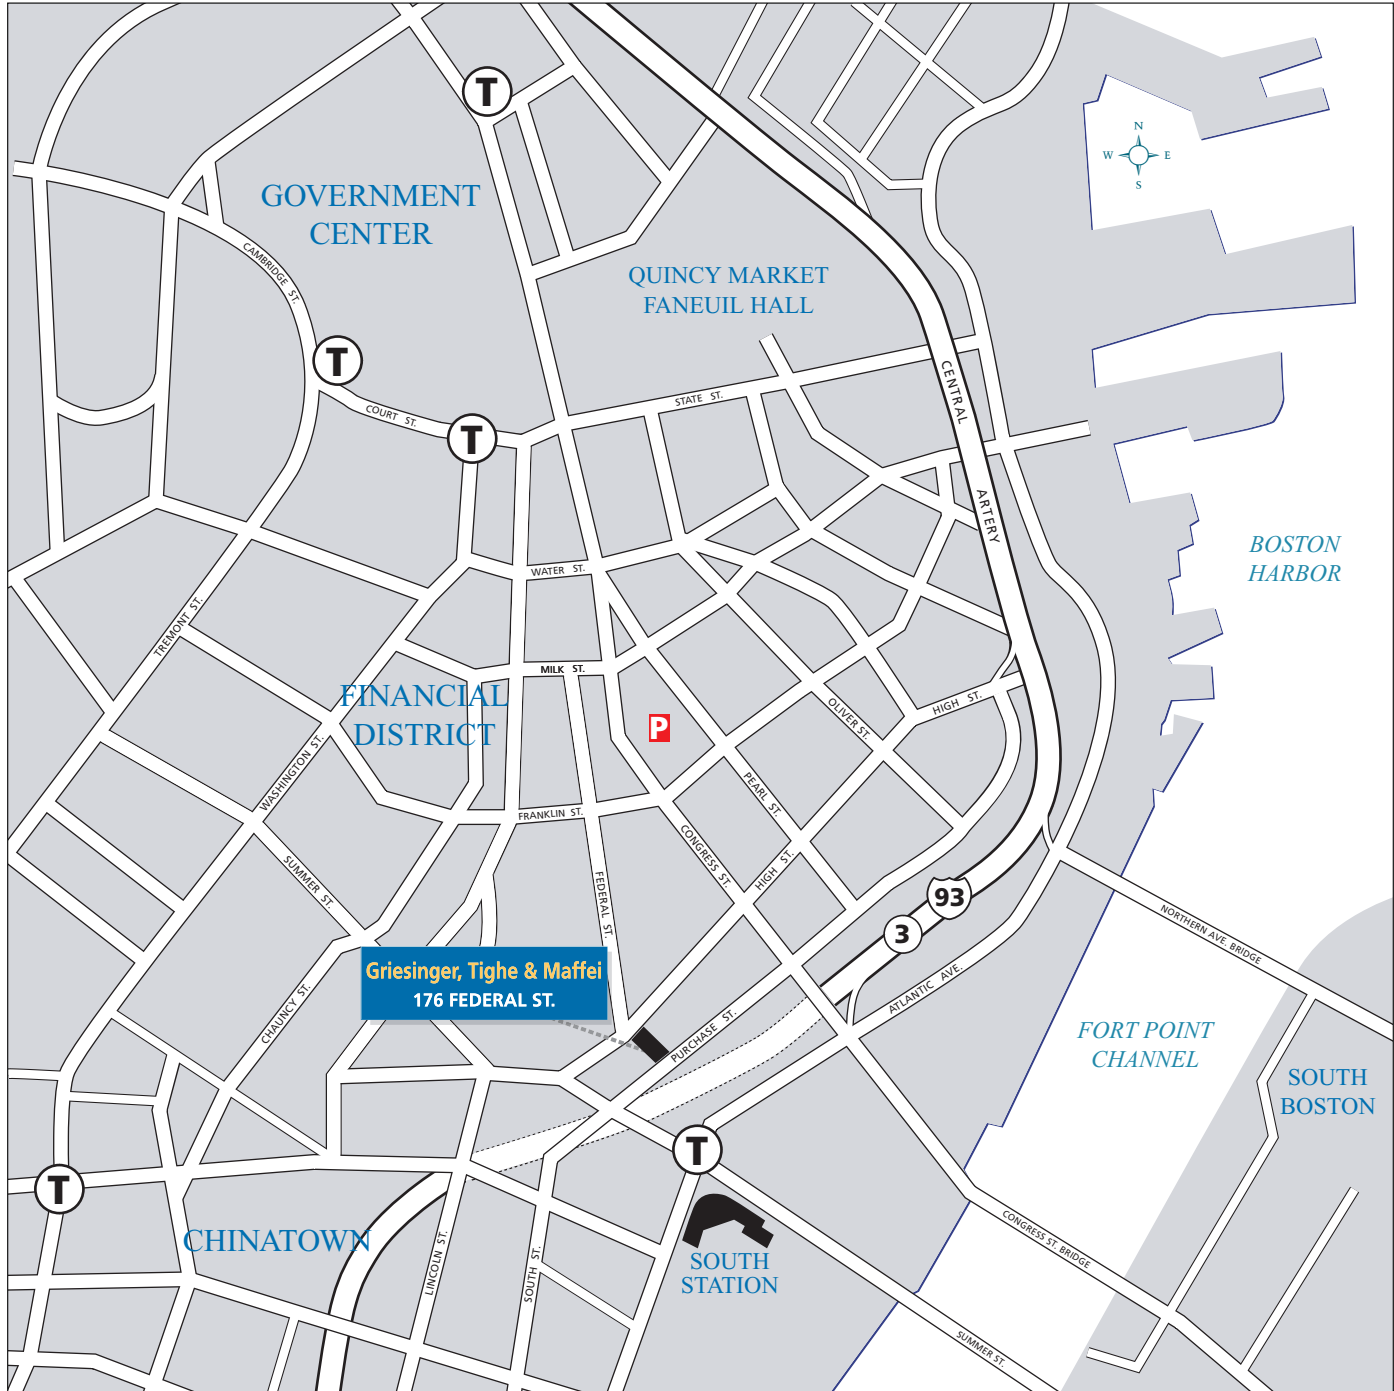 T
N
W E
S
GOVERNMENT
CENTER
CAMBRIDGE ST.
QUINCY MARKET
FANEUIL HALL
T
CENTRAL
ARTERY
STATE ST.
COURT ST.
T
BOSTON
HARBOR
WATER ST.
TREMONT ST.
MILK ST.
FINANCIAL
DISTRICT
HIGH ST.
OLIVER ST.
P
WASHINGTON ST.
PEARL ST.
FRANKLIN ST.
CONGRESS ST.
HIGH ST.
SUMMER ST.
FEDERAL ST.
93
3
NORTHERN AVE. BRIDGE
Griesinger, Tighe & Maffei
176 FEDERAL ST.
ATLANTIC AVE.
CHAUNCY ST.
PURCHASE ST.
FORT POINT
CHANNEL
SOUTH
BOSTON
T
T
CHINATOWN
LINCOLN ST.
SOUTH ST.
SOUTH
STATION
CONGRESS ST. BRIDGE
SUMMER ST.